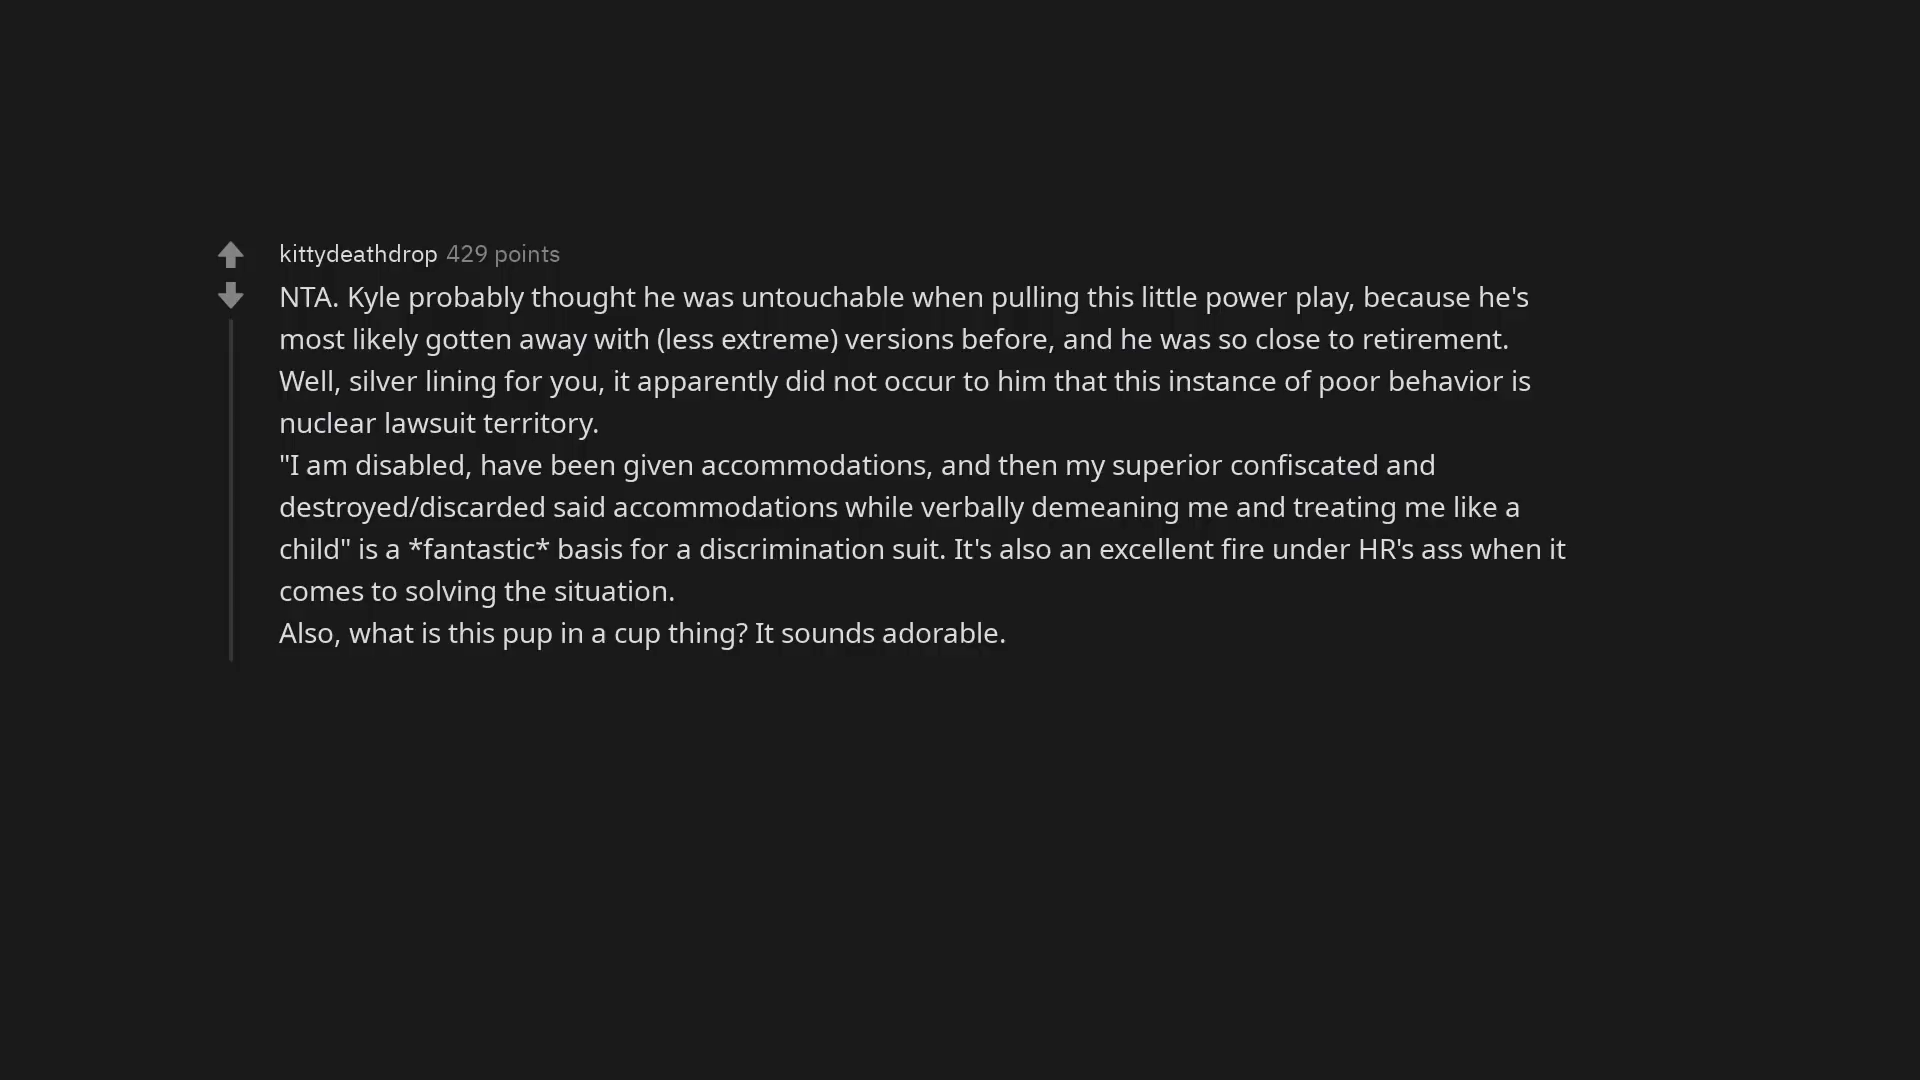 kittydeathdrop 429 points
NTA. Kyle probably thought he was untouchable when pulling this little power play, because he's
most likely gotten away with (less extreme) versions before, and he was so close to retirement.
Well, silver lining for you, it apparently did not occur to him that this instance of poor behavior is
nuclear lawsuit territory.
"I am disabled, have been given accommodations, and then my superior confiscated and
destroyed/discarded said accommodations while verbally demeaning me and treating me like a
child" is a *fantastic* basis for a discrimination suit. It's also an excellent fire under HR's ass when it
comes to solving the situation.
Also, what is this pup in a cup thing? It sounds adorable.